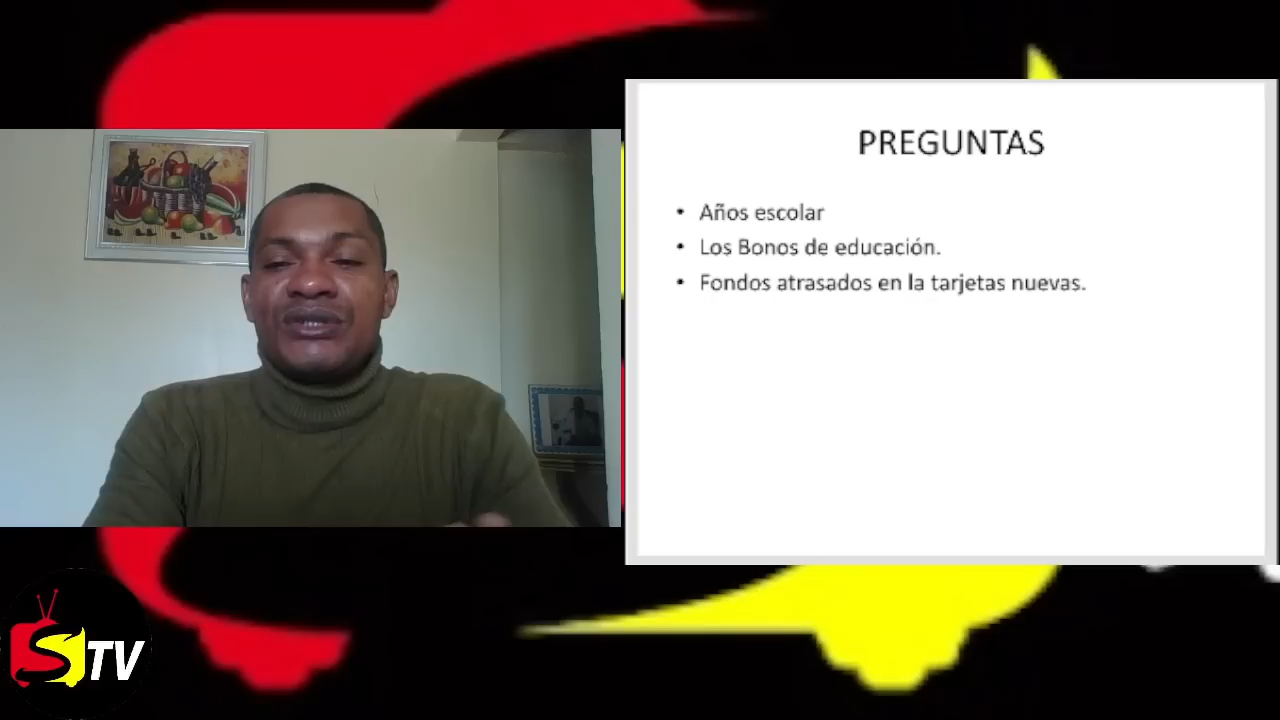 PREGUNTAS
• Años escolar
• Los Bonos de educación.
• Fondos atrasados en la tarjetas nuevas.
STV